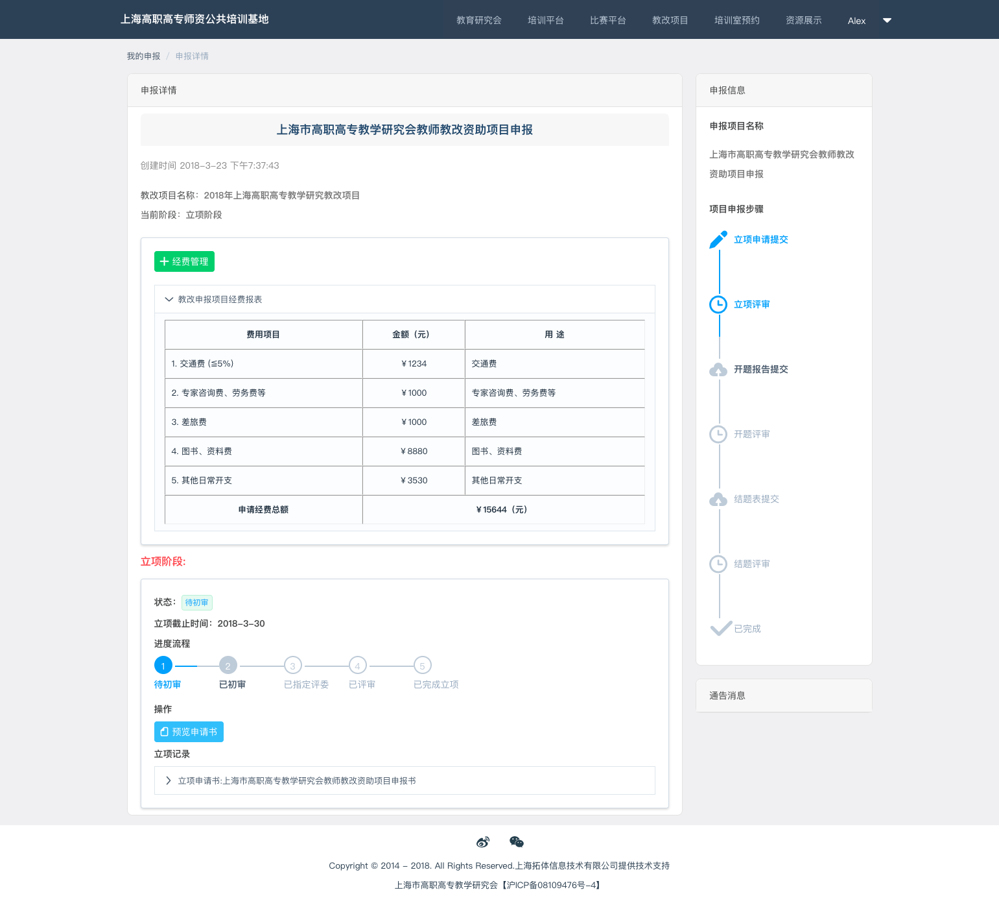 上海高职高专师资公共培训基地
教育研究会 培训平台 比赛平台 教改项目 培训室预约 资源展示 Alex
我的申报 / 申报详情
申报详情
上海市高职高专教学研究会教师教改资助项目申报
创建时间 2018-3-23 下午7:37:43
教改项目名称：2018年上海高职高专教学研究教改项目
当前阶段：立项阶段
经费管理
教改申报项目经费报表
费用项目 金额（元） 用 途
1. 交通费 (≦5%) ￥1234 交通费
2. 专家咨询费、劳务费等 ￥1000 专家咨询费、劳务费等
3. 差旅费 ￥1000 差旅费
4. 图书、资料费 ￥8880 图书、资料费
5. 其他日常开支 ￥3530 其他日常开支
申请经费总额 ￥15644（元）
立项阶段:
状态：待初审
立项截止时间：2018-3-30
进度流程
1 2 3 4 5
待初审 已初审 已指定评委 已评审 已完成立项
操作
预览申请书
立项记录
立项申请书:上海市高职高专教学研究会教师教改资助项目申报书
申报信息
申报项目名称
上海市高职高专教学研究会教师教改
资助项目申报
项目申报步骤
立项申请提交
立项评审
开题报告提交
开题评审
结题表提交
结题评审
已完成
通告消息
Copyright © 2014 - 2018. All Rights Reserved.上海拓体信息技术有限公司提供技术支持
上海市高职高专教学研究会【沪ICP备08109476号-4】